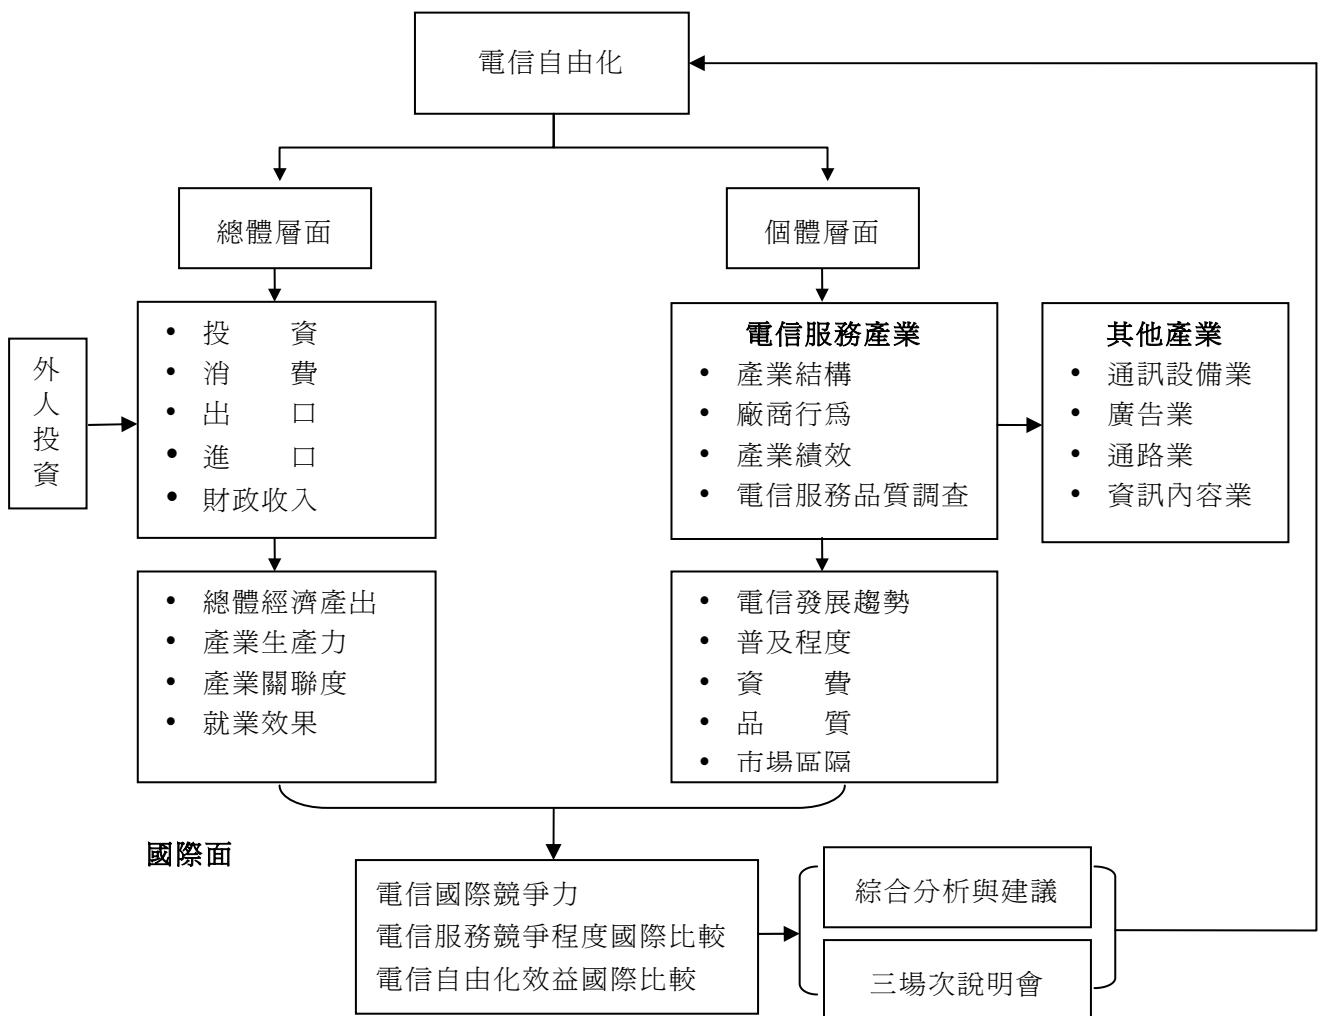 電信自由化
總體層面
個體層面
外人投資
• 投　　資
• 消　　費
• 出　　口
• 進　　口
• 財政收入
電信服務產業
• 產業結構
• 廠商行為
• 產業績效
• 電信服務品質調查
其他產業
• 通訊設備業
• 廣告業
• 通路業
• 資訊內容業
• 總體經濟產出
• 產業生產力
• 產業關聯度
• 就業效果
• 電信發展趨勢
• 普及程度
• 資　　費
• 品　　質
• 市場區隔
國際面
電信國際競爭力
電信服務競爭程度國際比較
電信自由化效益國際比較
綜合分析與建議
三場次說明會